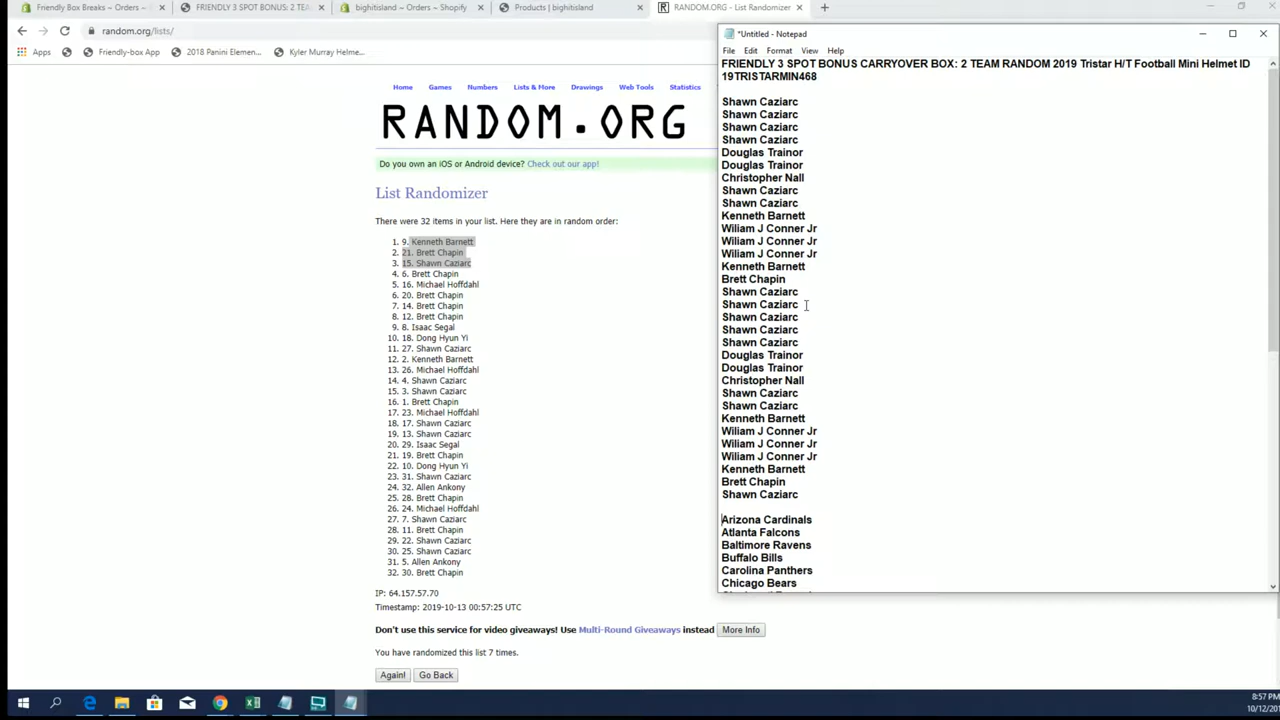 Friendly Box Breaks ~ Orders ~
FRIENDLY 3 SPOT BONUS: 2 TEAM
bighitisland ~ Orders ~ Shopify
Products | bighitisland
RANDOM.ORG - List Randomizer
random.org/lists/
Apps
Friendly-box App
2018 Panini Elemen...
Kyler Murray Helme...
Home
Games
Numbers
Lists & More
Drawings
Web Tools
Statistics
RANDOM.ORG
Do you own an iOS or Android device? Check out our app!
List Randomizer
There were 32 items in your list. Here they are in random order:
1. 9. Kenneth Barnett
2. 21. Brett Chapin
3. 15. Shawn Caziarc
4. 6. Brett Chapin
5. 16. Michael Hoffdahl
6. 20. Brett Chapin
7. 14. Brett Chapin
8. 12. Brett Chapin
9. 8. Isaac Segal
10. 18. Dong Hyun Yi
11. 27. Shawn Caziarc
12. 2. Kenneth Barnett
13. 26. Michael Hoffdahl
14. 4. Shawn Caziarc
15. 3. Shawn Caziarc
16. 1. Brett Chapin
17. 23. Michael Hoffdahl
18. 17. Shawn Caziarc
19. 13. Shawn Caziarc
20. 29. Isaac Segal
21. 19. Brett Chapin
22. 10. Dong Hyun Yi
23. 31. Shawn Caziarc
24. 32. Allen Ankony
25. 28. Brett Chapin
26. 24. Michael Hoffdahl
27. 7. Shawn Caziarc
28. 11. Brett Chapin
29. 22. Shawn Caziarc
30. 25. Shawn Caziarc
31. 5. Allen Ankony
32. 30. Brett Chapin
IP: 64.157.57.70
Timestamp: 2019-10-13 00:57:25 UTC
Don't use this service for video giveaways! Use Multi-Round Giveaways instead
More Info
You have randomized this list 7 times.
Again!
Go Back
*Untitled - Notepad
File
Edit
Format
View
Help
FRIENDLY 3 SPOT BONUS CARRYOVER BOX: 2 TEAM RANDOM 2019 Tristar H/T Football Mini Helmet ID
19TRISTARMIN468
Shawn Caziarc
Shawn Caziarc
Shawn Caziarc
Shawn Caziarc
Douglas Trainor
Douglas Trainor
Christopher Nall
Shawn Caziarc
Shawn Caziarc
Kenneth Barnett
Wiliam J Conner Jr
Wiliam J Conner Jr
Wiliam J Conner Jr
Kenneth Barnett
Brett Chapin
Shawn Caziarc
Shawn Caziarc
Shawn Caziarc
Shawn Caziarc
Shawn Caziarc
Douglas Trainor
Douglas Trainor
Christopher Nall
Shawn Caziarc
Shawn Caziarc
Kenneth Barnett
Wiliam J Conner Jr
Wiliam J Conner Jr
Wiliam J Conner Jr
Kenneth Barnett
Brett Chapin
Shawn Caziarc
Arizona Cardinals
Atlanta Falcons
Baltimore Ravens
Buffalo Bills
Carolina Panthers
Chicago Bears
8:57 PM